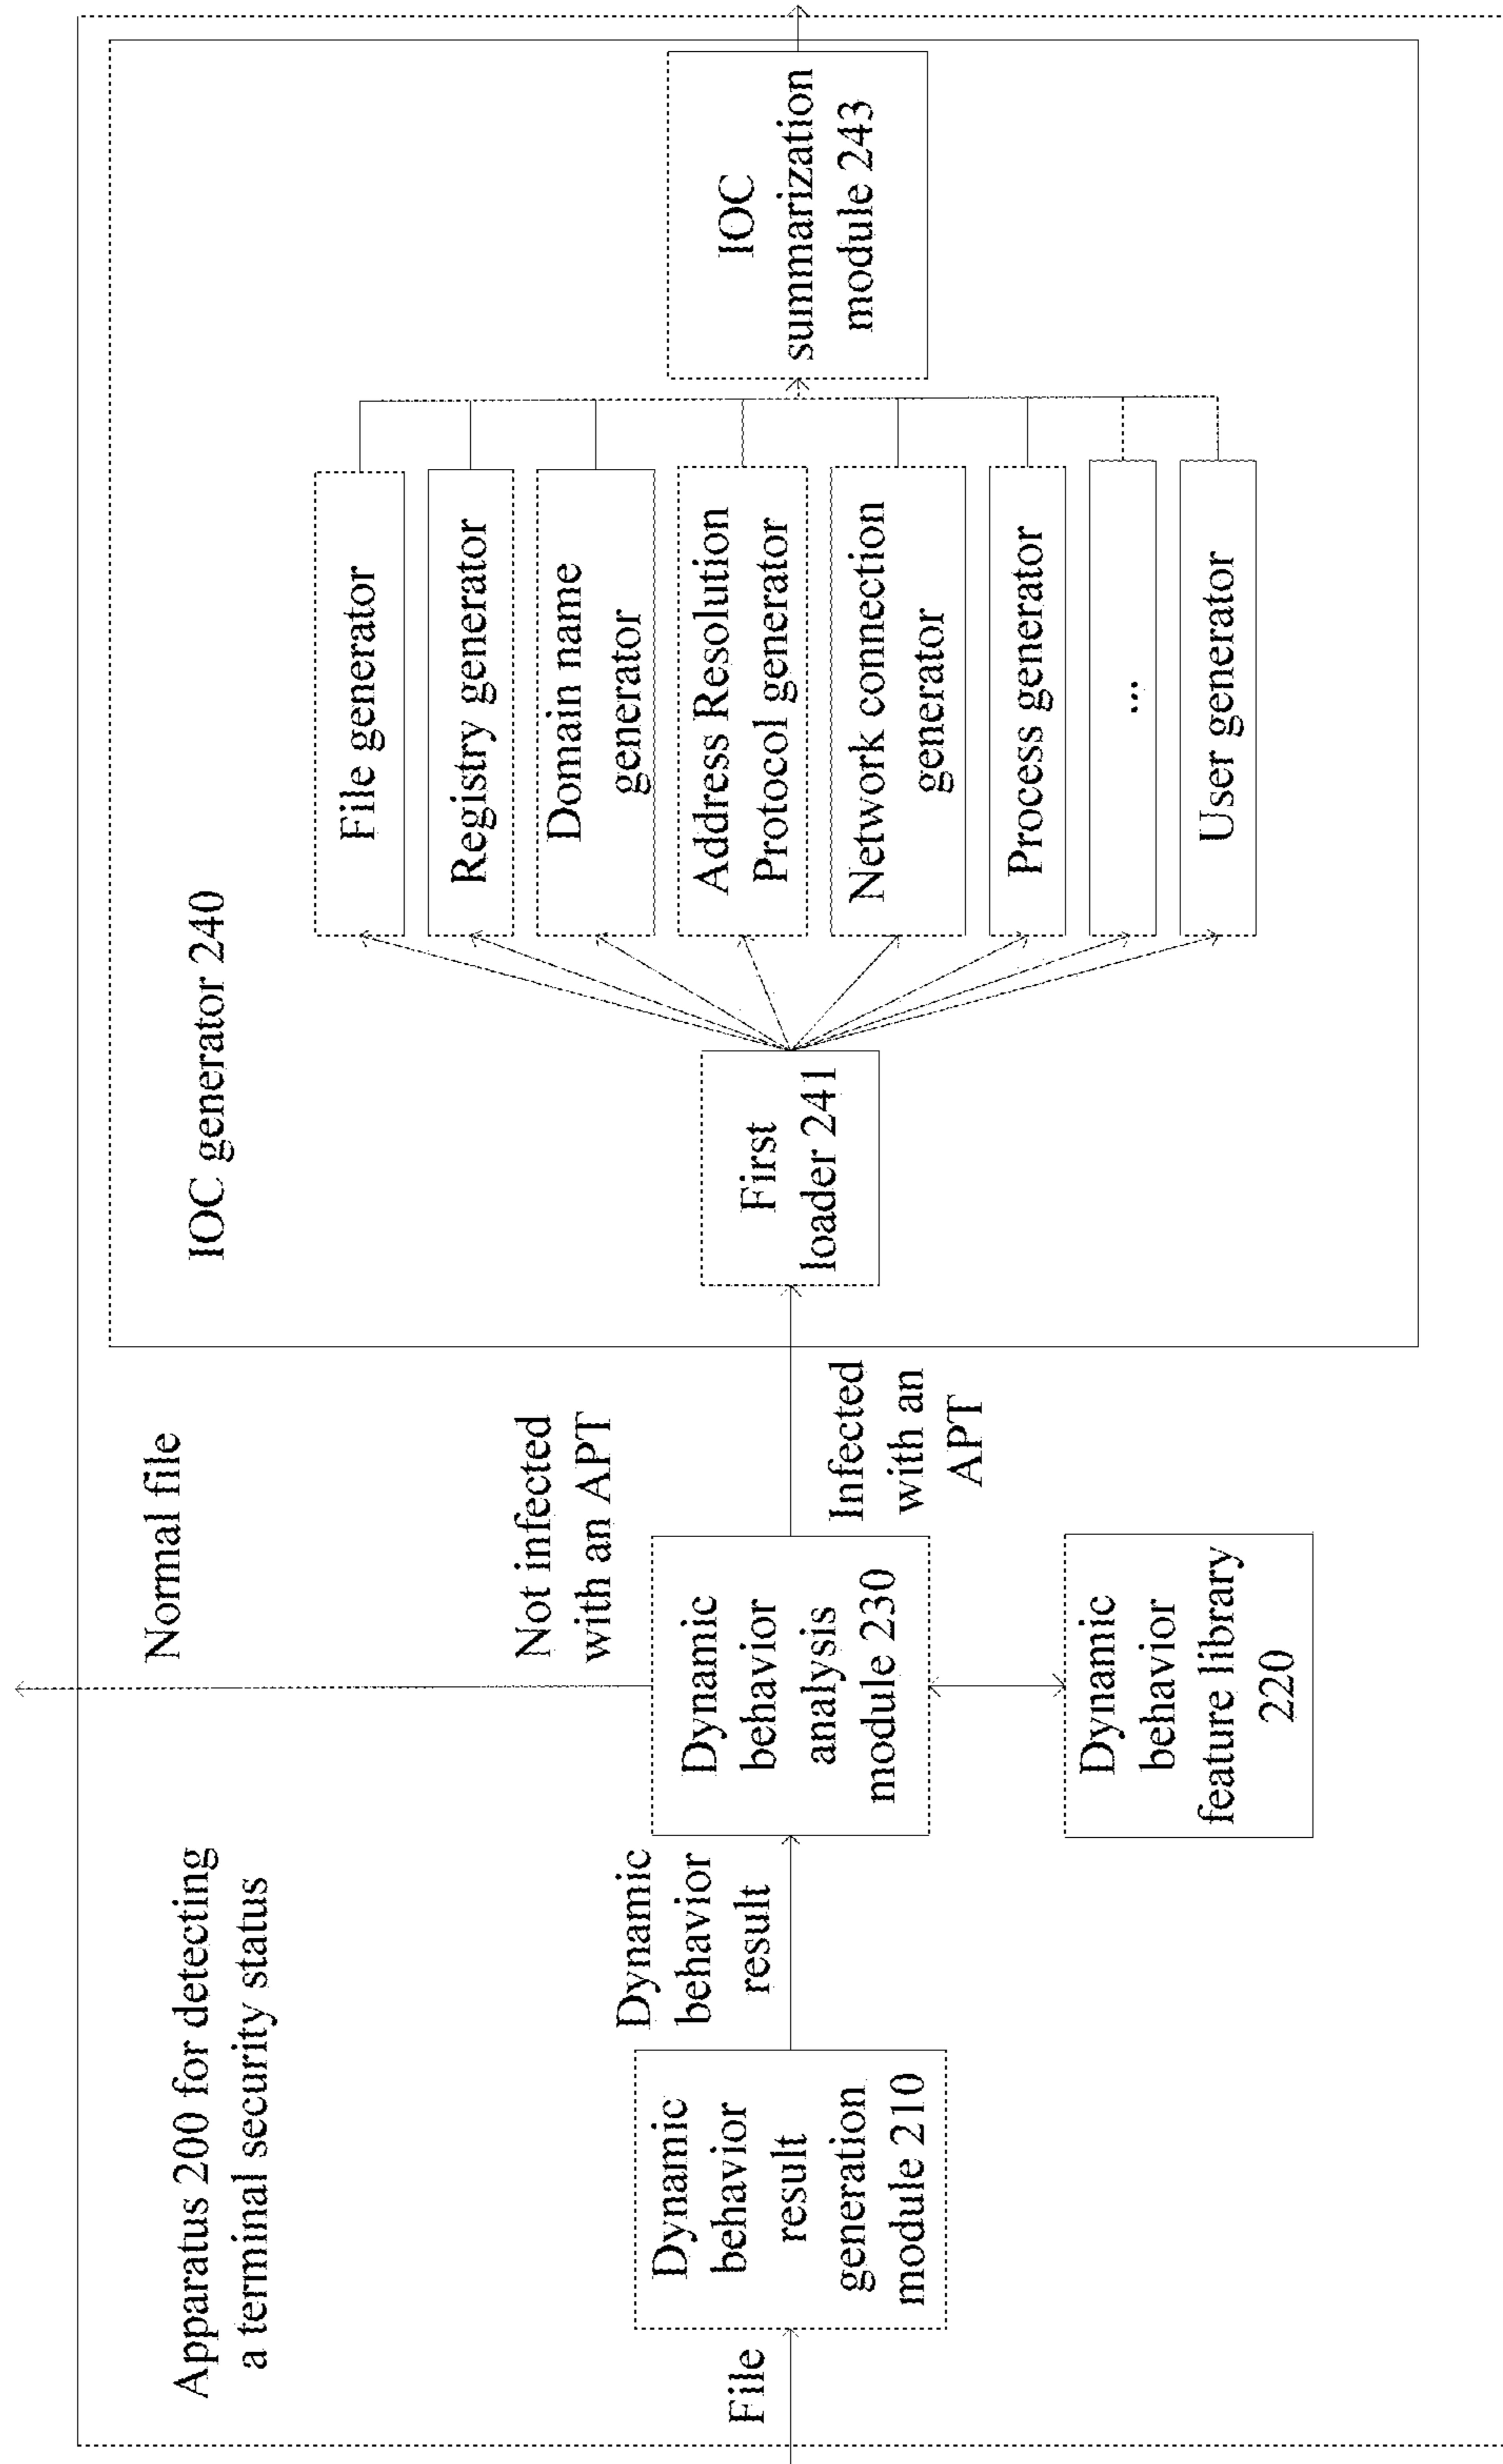 Apparatus 200 for detecting
a terminal security status
Normal file
IOC generator 240
File
Dynamic
behavior
result
generation
module 210
Dynamic
behavior
result
Dynamic
behavior
analysis
module 230
Not infected
with an APT
Infected
with an
APT
Dynamic
behavior
feature library
220
First
loader 241
File generator
Registry generator
Domain name
generator
Address Resolution
Protocol generator
Network connection
generator
Process generator
...
User generator
IOC
summarization
module 243